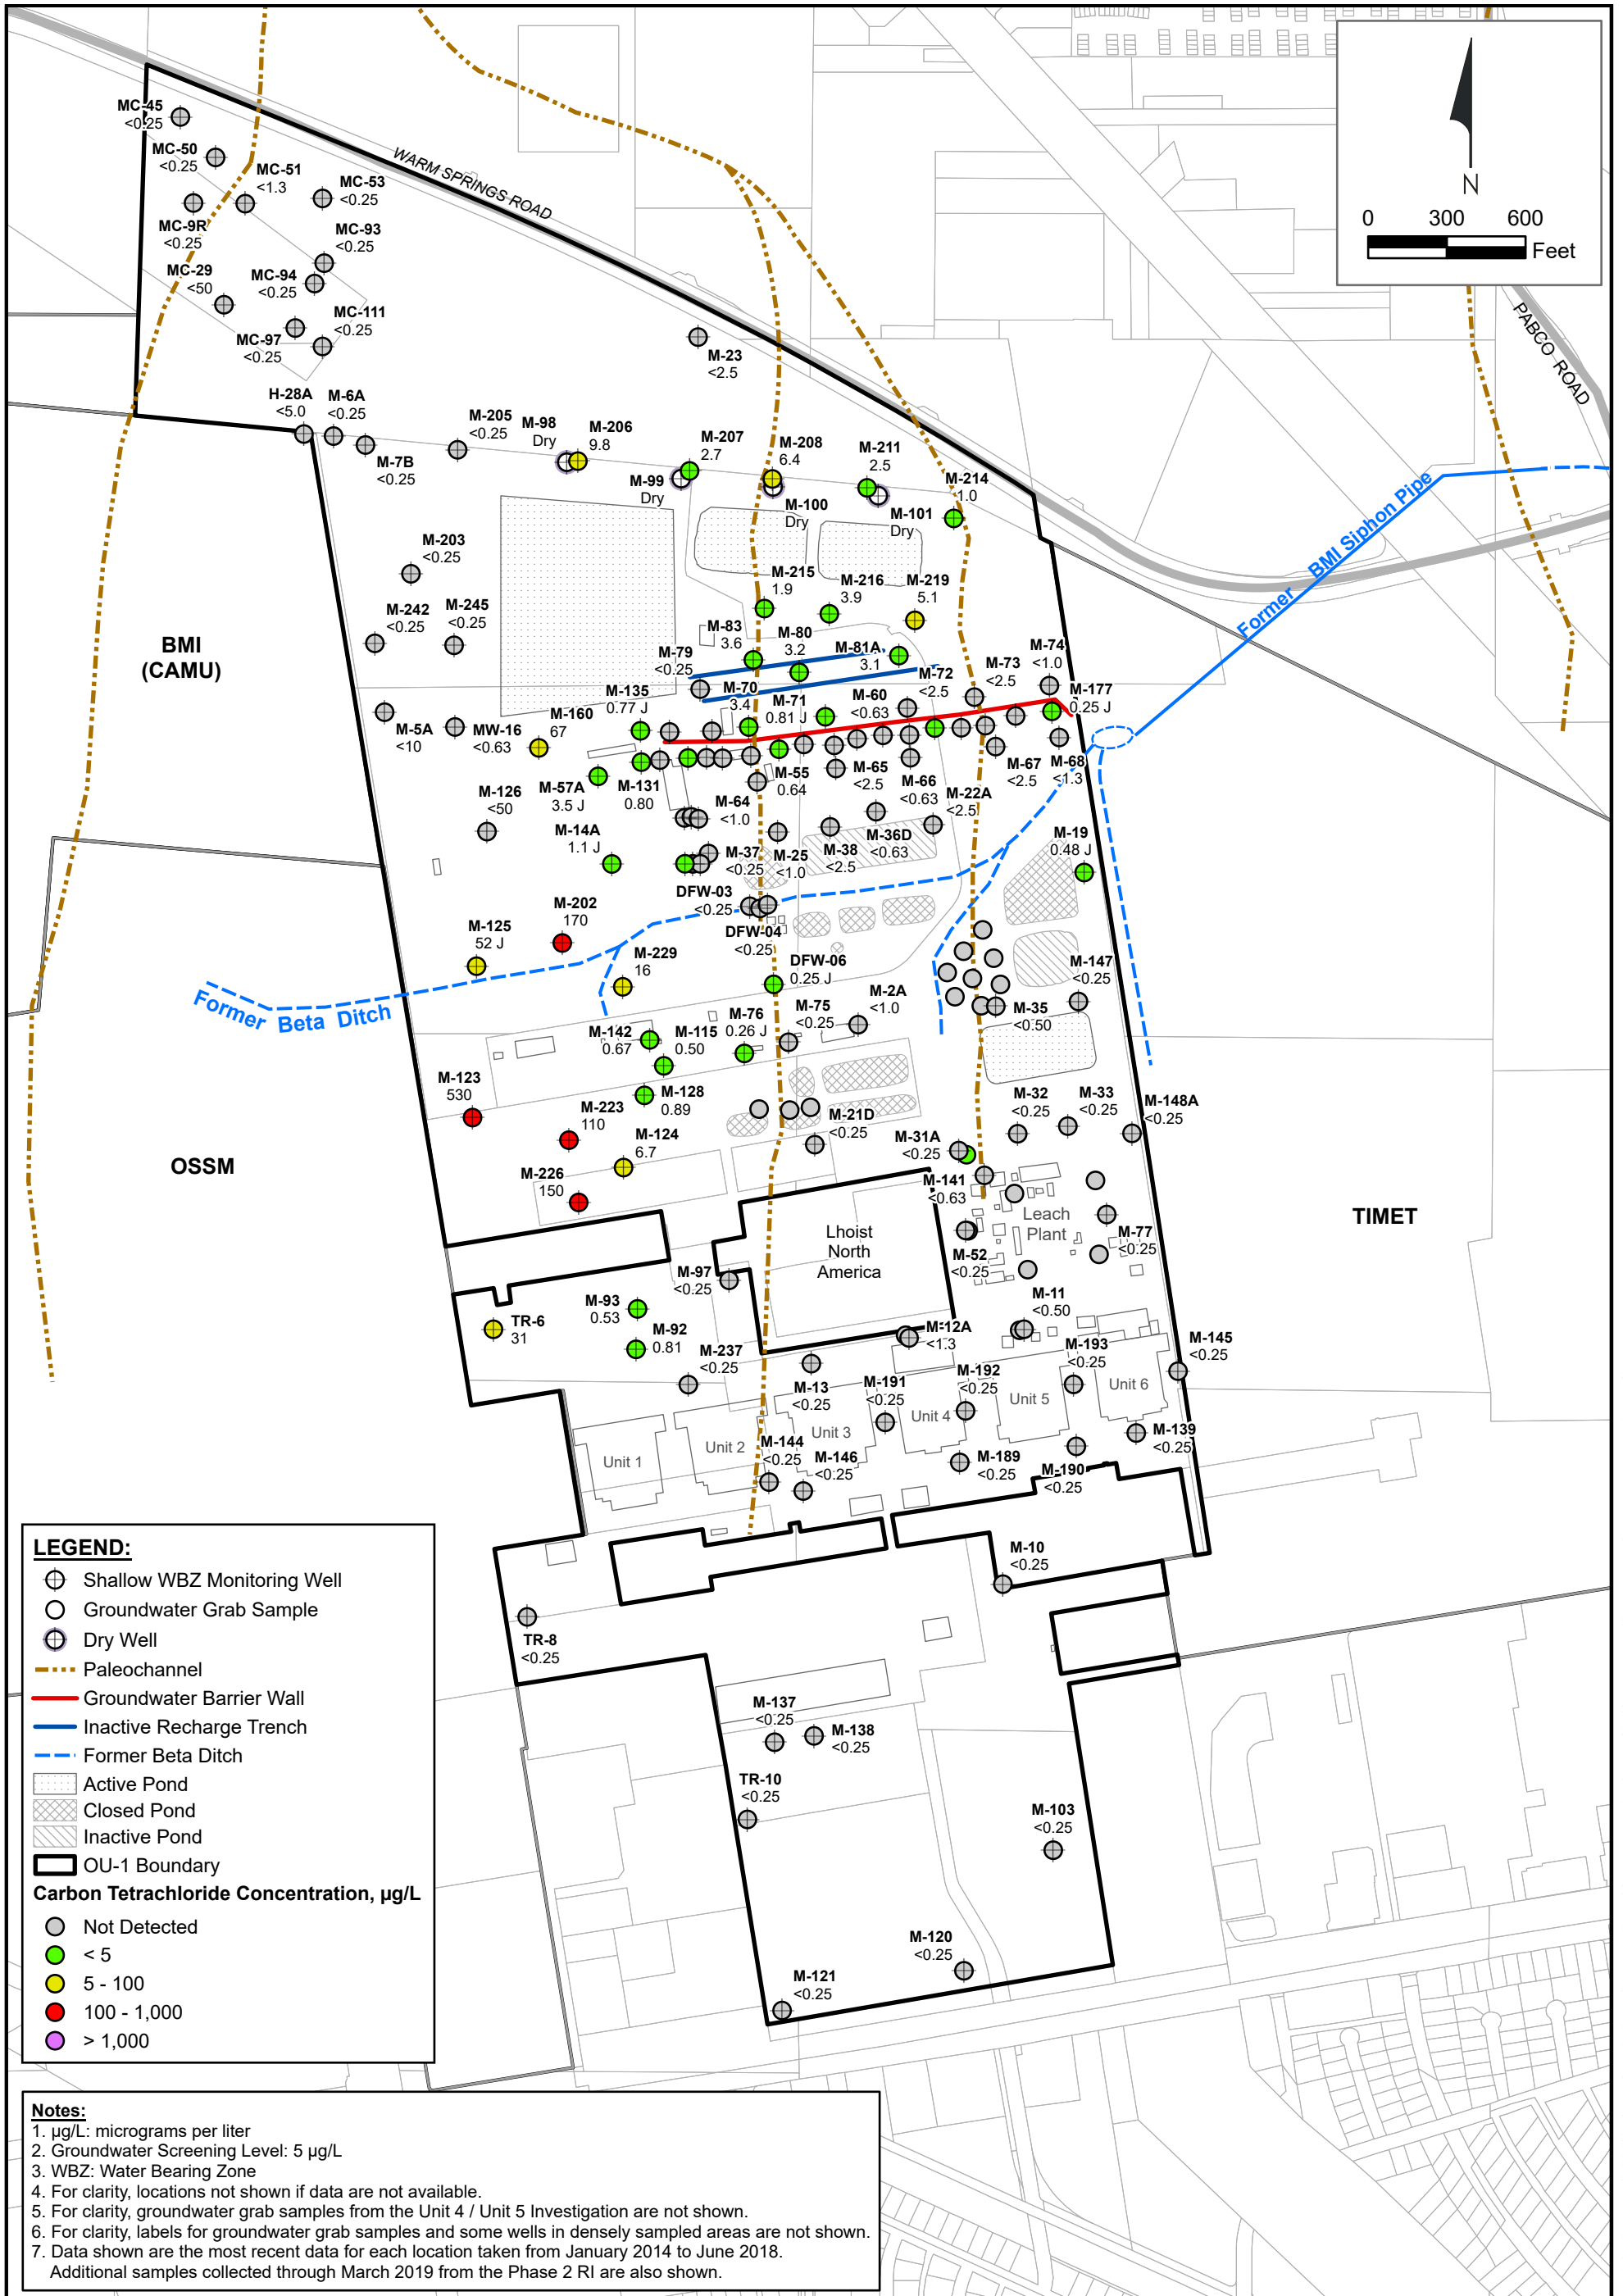 MC-45
<0.25
MC-50
<0.25
MC-51
<1.3
MC-53
<0.25
MC-9R
<0.25
MC-93
<0.25
MC-29
<50
MC-94
<0.25
MC-111
<0.25
MC-97
<0.25
WARM SPRINGS ROAD
N
0 300 600
Feet
PABCO ROAD
M-23
<2.5
H-28A
<5.0
M-6A
<0.25
M-7B
<0.25
M-205
<0.25
M-98
Dry
M-206
9.8
M-207
2.7
M-99
Dry
M-208
6.4
M-100
Dry
M-211
2.5
M-101
Dry
M-214
1.0
Former BMI Siphon Pipe
M-203
<0.25
M-242
<0.25
M-245
<0.25
M-215
1.9
M-216
3.9
M-219
5.1
BMI
(CAMU)
M-83
3.6
M-80
3.2
M-81A
3.1
M-79
<0.25
M-74
<1.0
M-73
<2.5
M-72
<2.5
M-177
0.25 J
M-135
0.77 J
M-70
3.4
M-71
0.81 J
M-60
<0.63
M-5A
<10
MW-16
<0.63
M-160
67
M-57A
3.5 J
M-131
0.80
M-55
0.64
M-65
<2.5
M-66
<0.63
M-67
<2.5
M-68
<1.3
M-126
<50
M-14A
1.1 J
M-64
<1.0
M-22A
<2.5
M-36D
<0.63
M-38
<2.5
M-25
<1.0
M-37
<0.25
M-19
0.48 J
DFW-03
<0.25
DFW-04
<0.25
DFW-06
0.25 J
M-202
170
M-125
52 J
M-229
16
Former Beta Ditch
M-147
<0.25
M-35
<0.50
M-2A
<1.0
M-75
<0.25
M-76
0.26 J
M-142
0.67
M-115
0.50
M-128
0.89
M-123
530
M-223
110
M-124
6.7
M-226
150
M-21D
<0.25
M-32
<0.25
M-33
<0.25
M-148A
<0.25
M-31A
<0.25
M-141
<0.63
OSSM
TIMET
Lhoist
North
America
Leach
Plant
M-52
<0.25
M-77
<0.25
M-97
<0.25
M-93
0.53
M-92
0.81
TR-6
31
M-237
<0.25
M-11
<0.50
M-12A
<1.3
M-13
<0.25
M-191
<0.25
M-192
<0.25
M-193
<0.25
M-145
<0.25
Unit 1
Unit 2
Unit 3
Unit 4
Unit 5
Unit 6
M-144
<0.25
M-146
<0.25
M-189
<0.25
M-190
<0.25
M-139
<0.25
M-10
<0.25
TR-8
<0.25
M-137
<0.25
M-138
<0.25
TR-10
<0.25
M-103
<0.25
M-120
<0.25
M-121
<0.25
LEGEND:
Shallow WBZ Monitoring Well
Groundwater Grab Sample
Dry Well
Paleochannel
Groundwater Barrier Wall
Inactive Recharge Trench
Former Beta Ditch
Active Pond
Closed Pond
Inactive Pond
OU-1 Boundary
Carbon Tetrachloride Concentration, µg/L
Not Detected
< 5
5 - 100
100 - 1,000
> 1,000
Notes:
1. µg/L: micrograms per liter
2. Groundwater Screening Level: 5 µg/L
3. WBZ: Water Bearing Zone
4. For clarity, locations not shown if data are not available.
5. For clarity, groundwater grab samples from the Unit 4 / Unit 5 Investigation are not shown.
6. For clarity, labels for groundwater grab samples and some wells in densely sampled areas are not shown.
7. Data shown are the most recent data for each location taken from January 2014 to June 2018.
Additional samples collected through March 2019 from the Phase 2 RI are also shown.